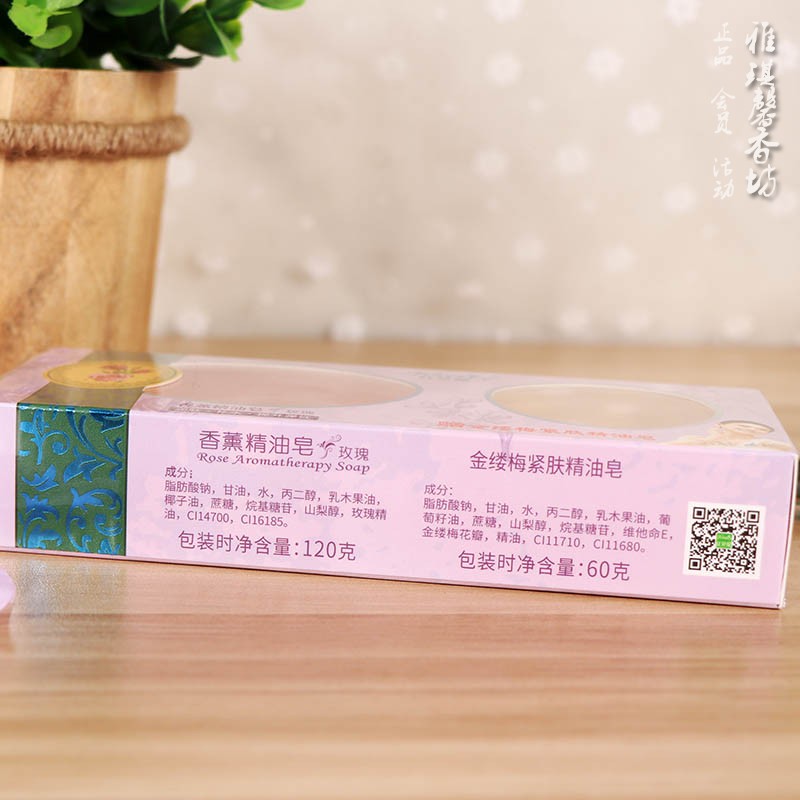 雅琪馨香坊
正品 会员 活动
香薰精油皂 玫瑰
Rose Aromatherapy Soap
成分：
脂肪酸钠，甘油，水，丙二醇，乳木果油，
椰子油，蔗糖，烷基糖苷，山梨醇，玫瑰精
油，CI14700，CI16185。
包装时净含量：120克
金缕梅紧肤精油皂
成分：
脂肪酸钠，甘油，水，丙二醇，乳木果油，葡
萄籽油，蔗糖，山梨醇，烷基糖苷，维他命E，
金缕梅花瓣，精油，CI11710，CI11680。
包装时净含量：60克